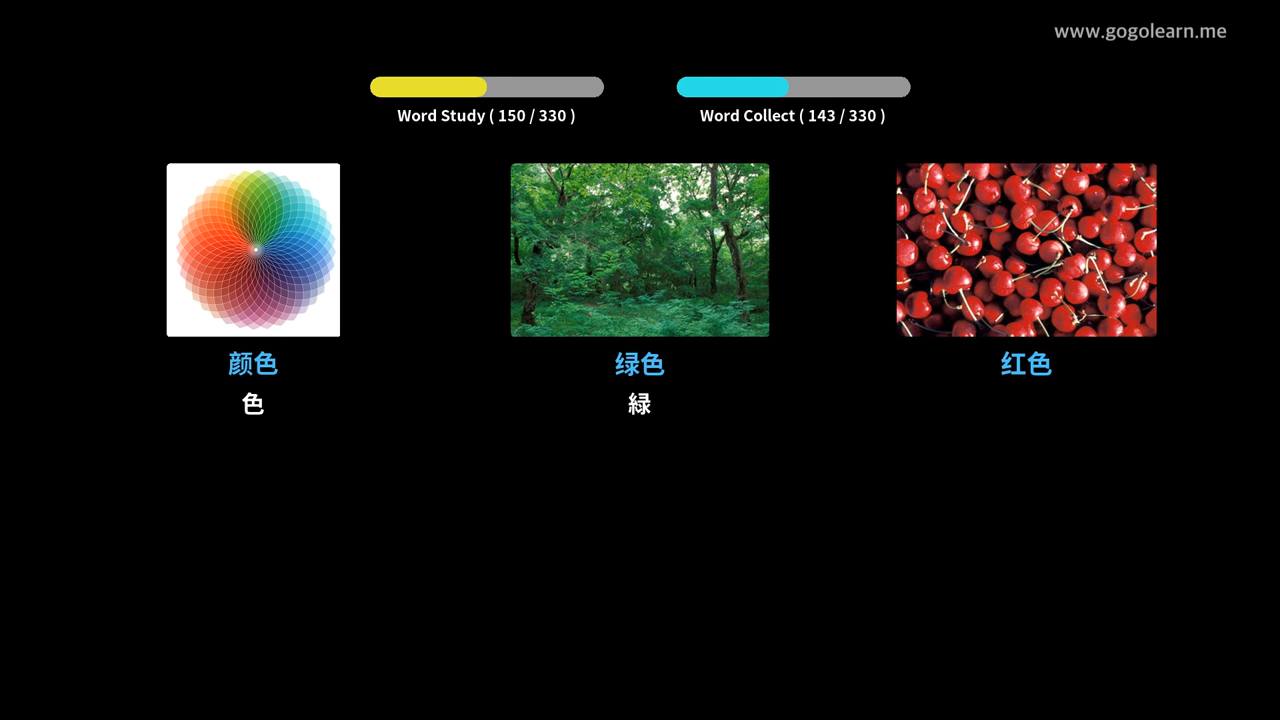 www.gogolearn.me
Word Study ( 150 / 330 )
Word Collect ( 143 / 330 )
颜色
绿色
红色
色
緑